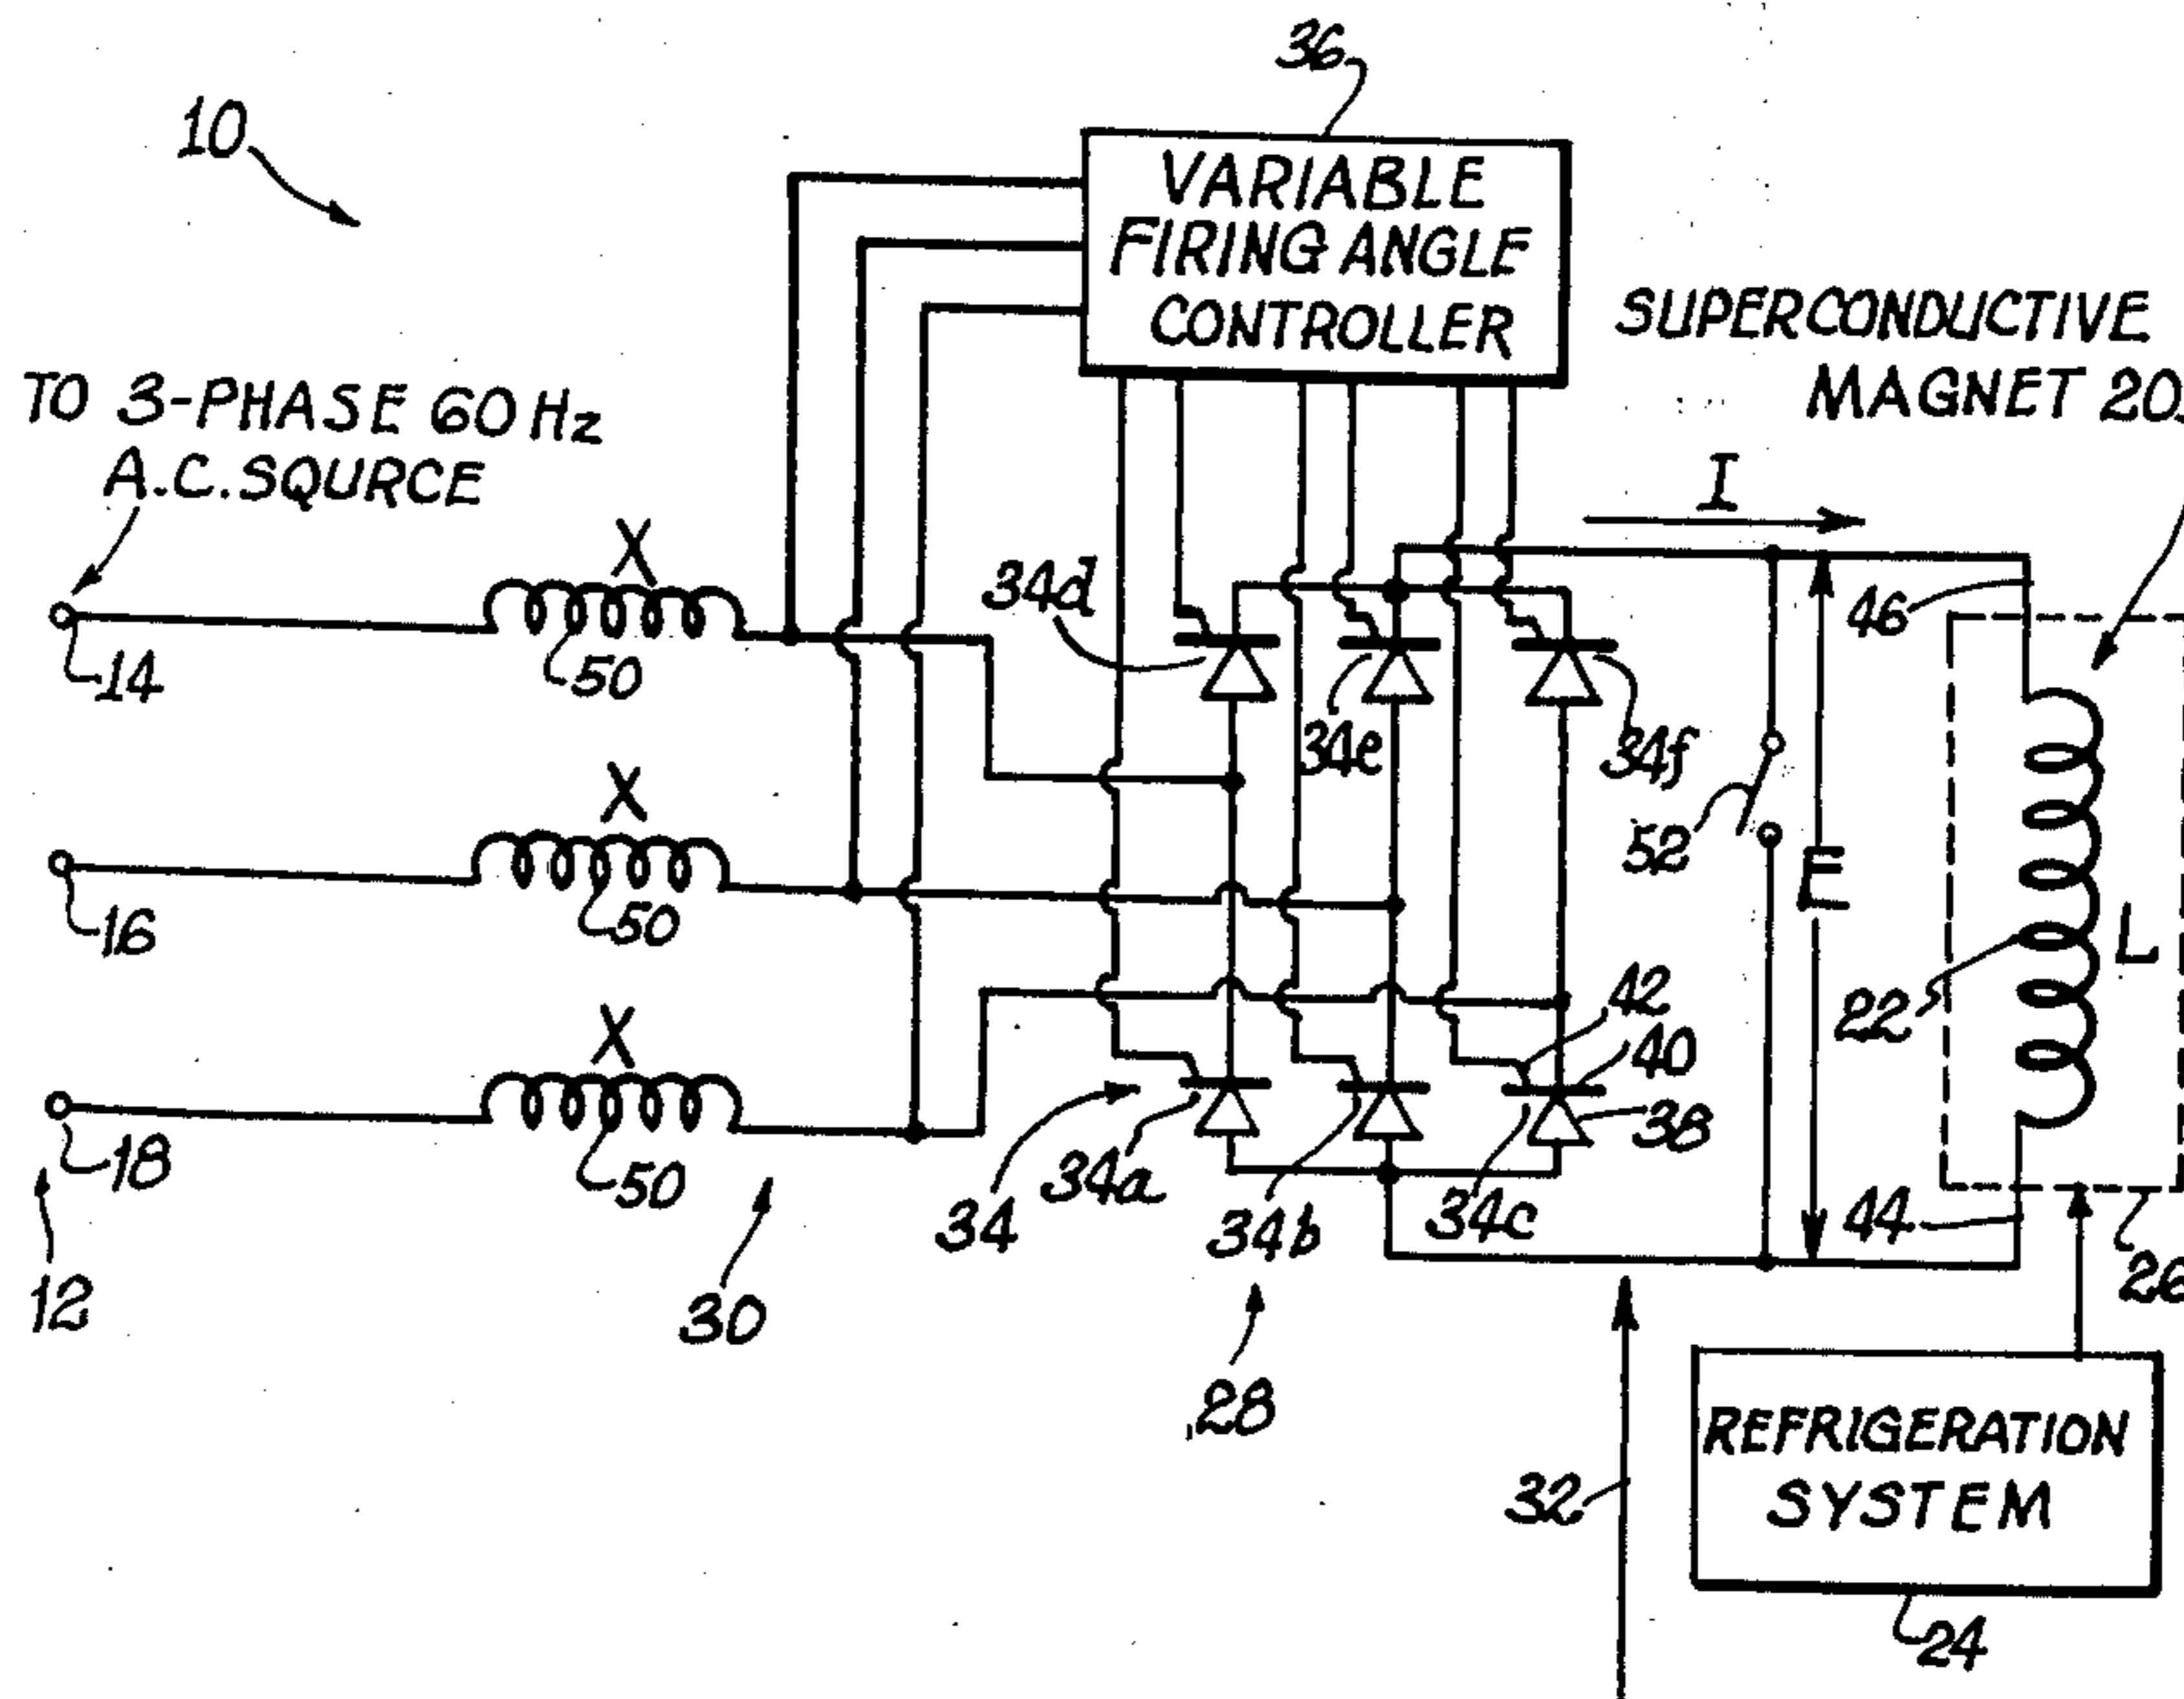 36
10
VARIABLE
FIRING ANGLE
CONTROLLER
SUPERCONDUCTIVE
MAGNET 20
TO 3-PHASE 60 Hz
A.C. SQURCE
I
X
34d
46
14
50
34e
34f
X
52
E
L
16
50
42
22
X
40
38
18
50
34a
34
34b
34c
44
26
12
30
28
REFRIGERATION
SYSTEM
32
24